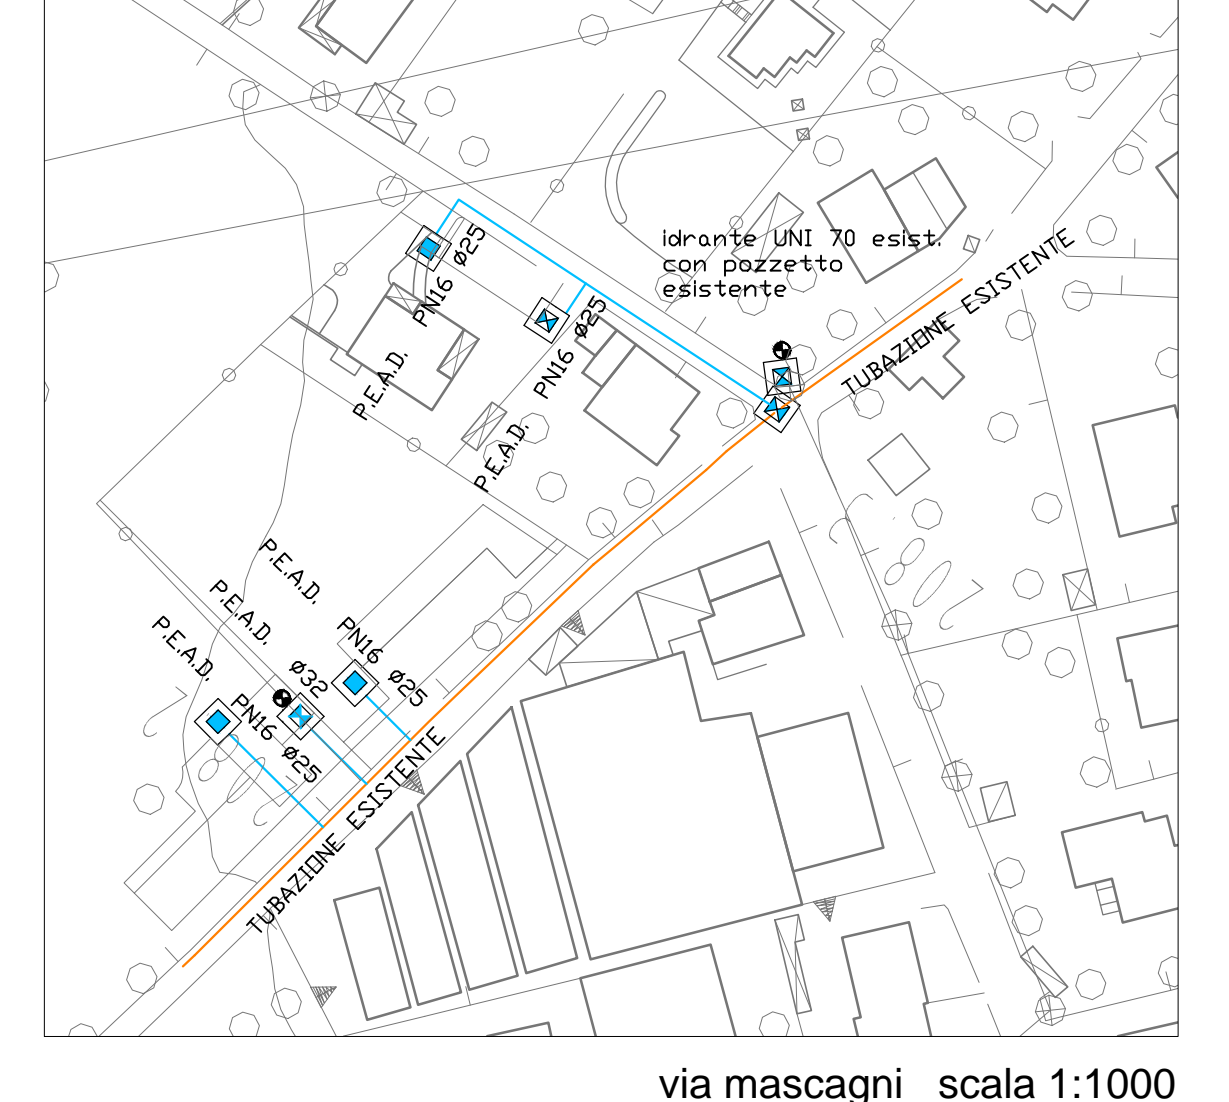 idrante UNI 70 esist.
con pozzetto
esistente
TUBAZIONE ESISTENTE
P.E.A.D. PN16 ø25
P.E.A.D. PN16 ø25
P.E.A.D. PN16 ø25
P.E.A.D. ø32
P.E.A.D. PN16 ø25
TUBAZIONE ESISTENTE
via mascagni scala 1:1000